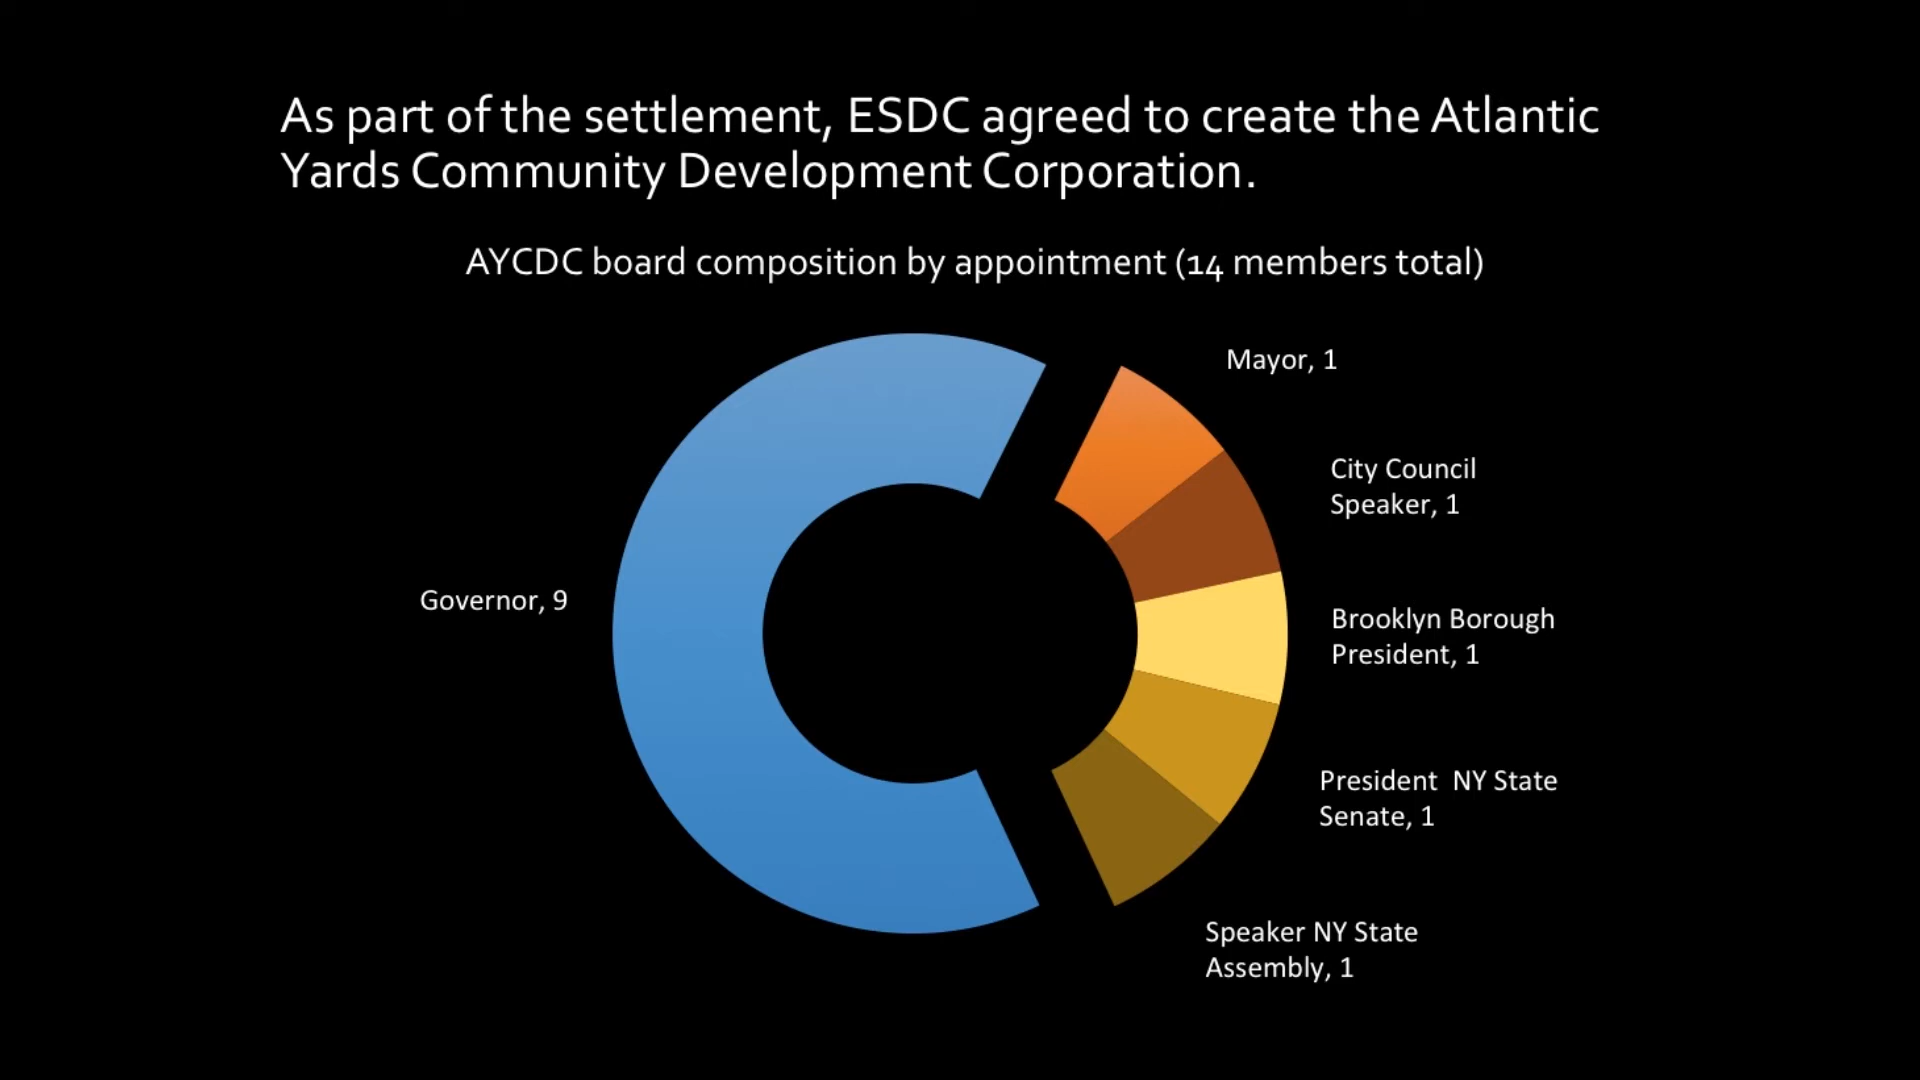 As part of the settlement, ESDC agreed to create the Atlantic
Yards Community Development Corporation.
AYCDC board composition by appointment (14 members total)
Mayor, 1
City Council
Speaker, 1
Governor, 9
Brooklyn Borough
President, 1
President  NY State
Senate, 1
Speaker NY State
Assembly, 1